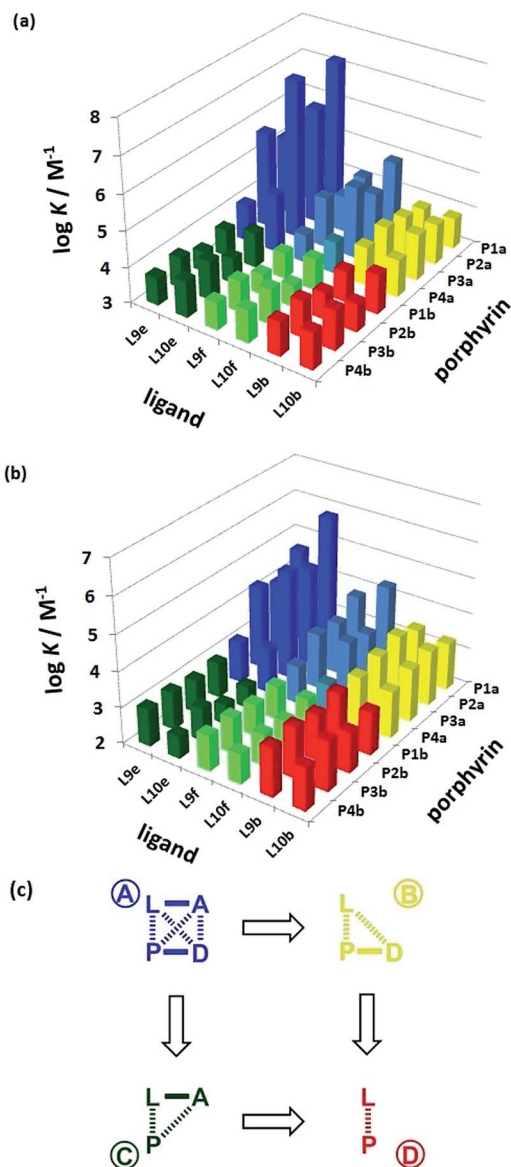 (a)
8
7
6
5
4
3
log K / M-1
L9e
L10e
L9f
L10f
L9b
L10b
ligand
P1a
P2a
P3a
P4a
P1b
P2b
P3b
P4b
porphyrin
(b)
7
6
5
4
3
2
log K / M-1
L9e
L10e
L9f
L10f
L9b
L10b
ligand
P1a
P2a
P3a
P4a
P1b
P2b
P3b
P4b
porphyrin
(c)
A L A L B
P D P D
L A L
C P P D